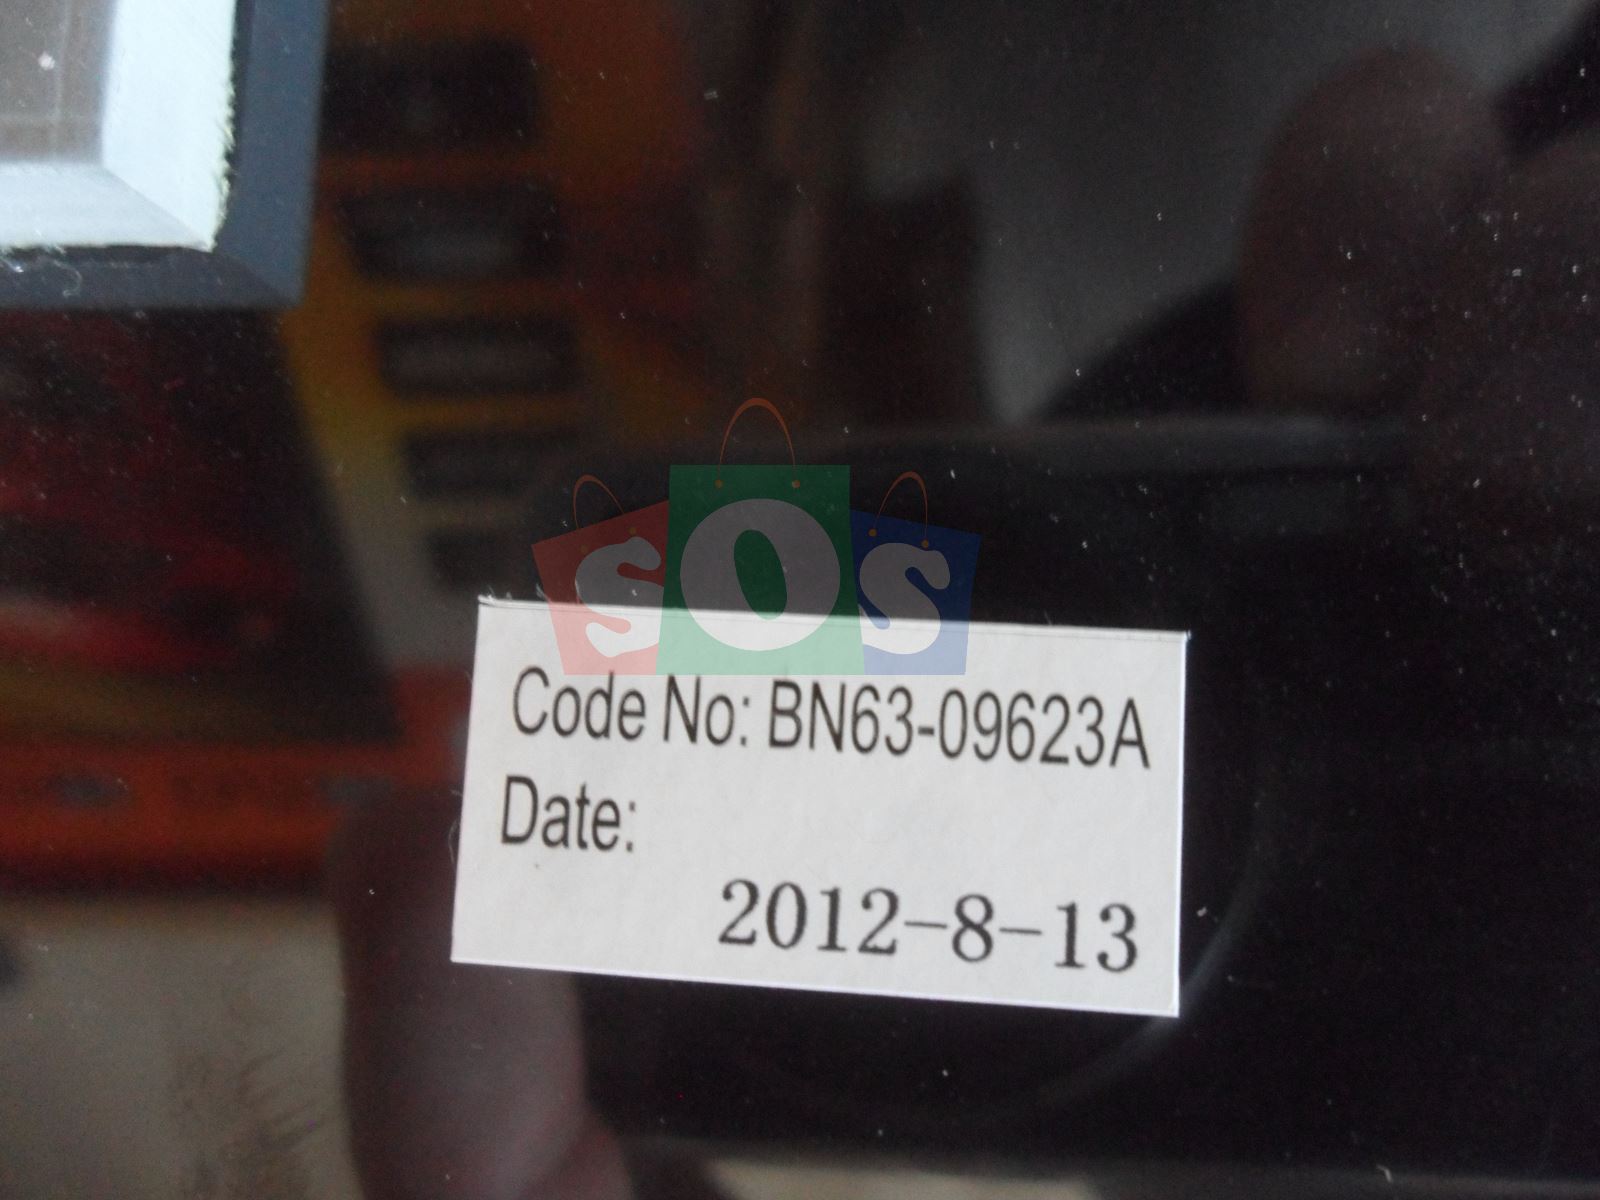 SOS
Code No: BN63-09623A
Date:
2012-8-13